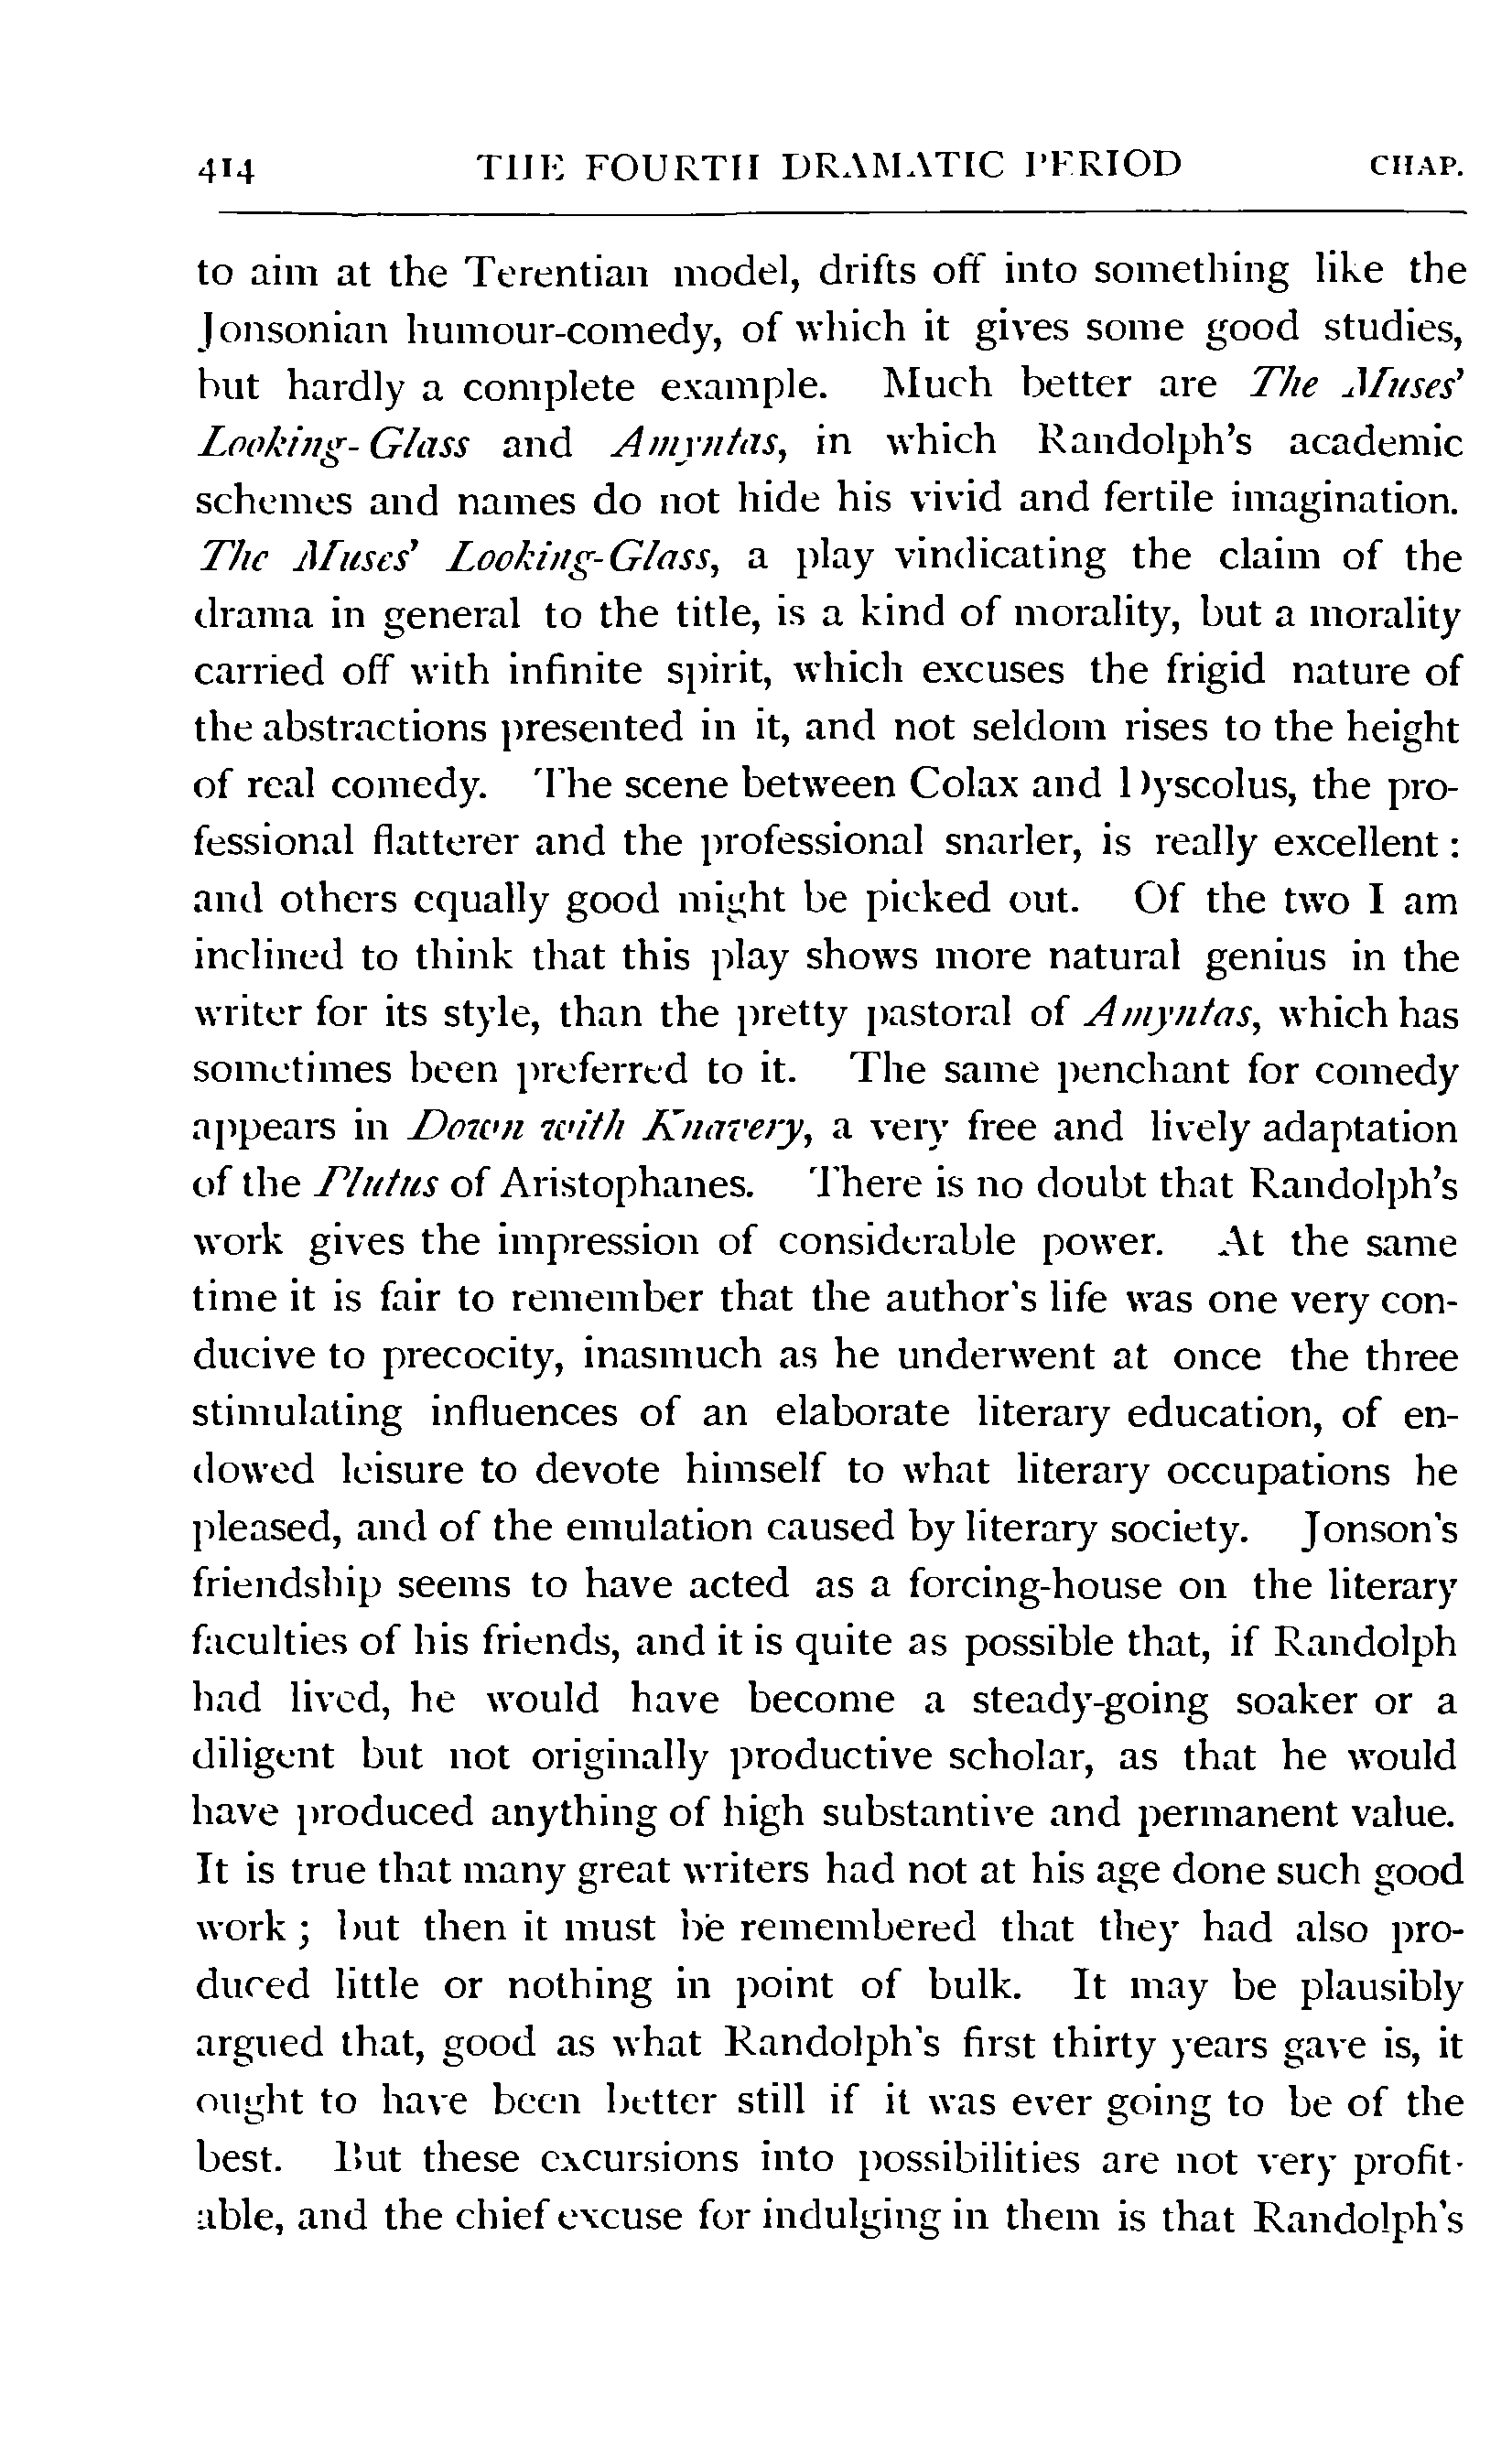 414 THE FOURTH DRAMATIC PERIOD CHAP.
to aim at the Terentian model, drifts off into something like the
Jonsonian humour-comedy, of which it gives some good studies,
but hardly a complete example. Much better are The Muses'
Looking-Glass and Amyntas, in which Randolph's academic
schemes and names do not hide his vivid and fertile imagination.
The Muses' Looking-Glass, a play vindicating the claim of the
drama in general to the title, is a kind of morality, but a morality
carried off with infinite spirit, which excuses the frigid nature of
the abstractions presented in it, and not seldom rises to the height
of real comedy. The scene between Colax and Dyscolus, the pro-
fessional flatterer and the professional snarler, is really excellent:
and others equally good might be picked out. Of the two I am
inclined to think that this play shows more natural genius in the
writer for its style, than the pretty pastoral of Amyntas, which has
sometimes been preferred to it. The same penchant for comedy
appears in Down with Knavery, a very free and lively adaptation
of the Plutus of Aristophanes. There is no doubt that Randolph's
work gives the impression of considerable power. At the same
time it is fair to remember that the author's life was one very con-
ducive to precocity, inasmuch as he underwent at once the three
stimulating influences of an elaborate literary education, of en-
dowed leisure to devote himself to what literary occupations he
pleased, and of the emulation caused by literary society. Jonson's
friendship seems to have acted as a forcing-house on the literary
faculties of his friends, and it is quite as possible that, if Randolph
had lived, he would have become a steady-going soaker or a
diligent but not originally productive scholar, as that he would
have produced anything of high substantive and permanent value.
It is true that many great writers had not at his age done such good
work; but then it must be remembered that they had also pro-
duced little or nothing in point of bulk. It may be plausibly
argued that, good as what Randolph's first thirty years gave is, it
ought to have been better still if it was ever going to be of the
best. But these excursions into possibilities are not very profit-
able, and the chief excuse for indulging in them is that Randolph's